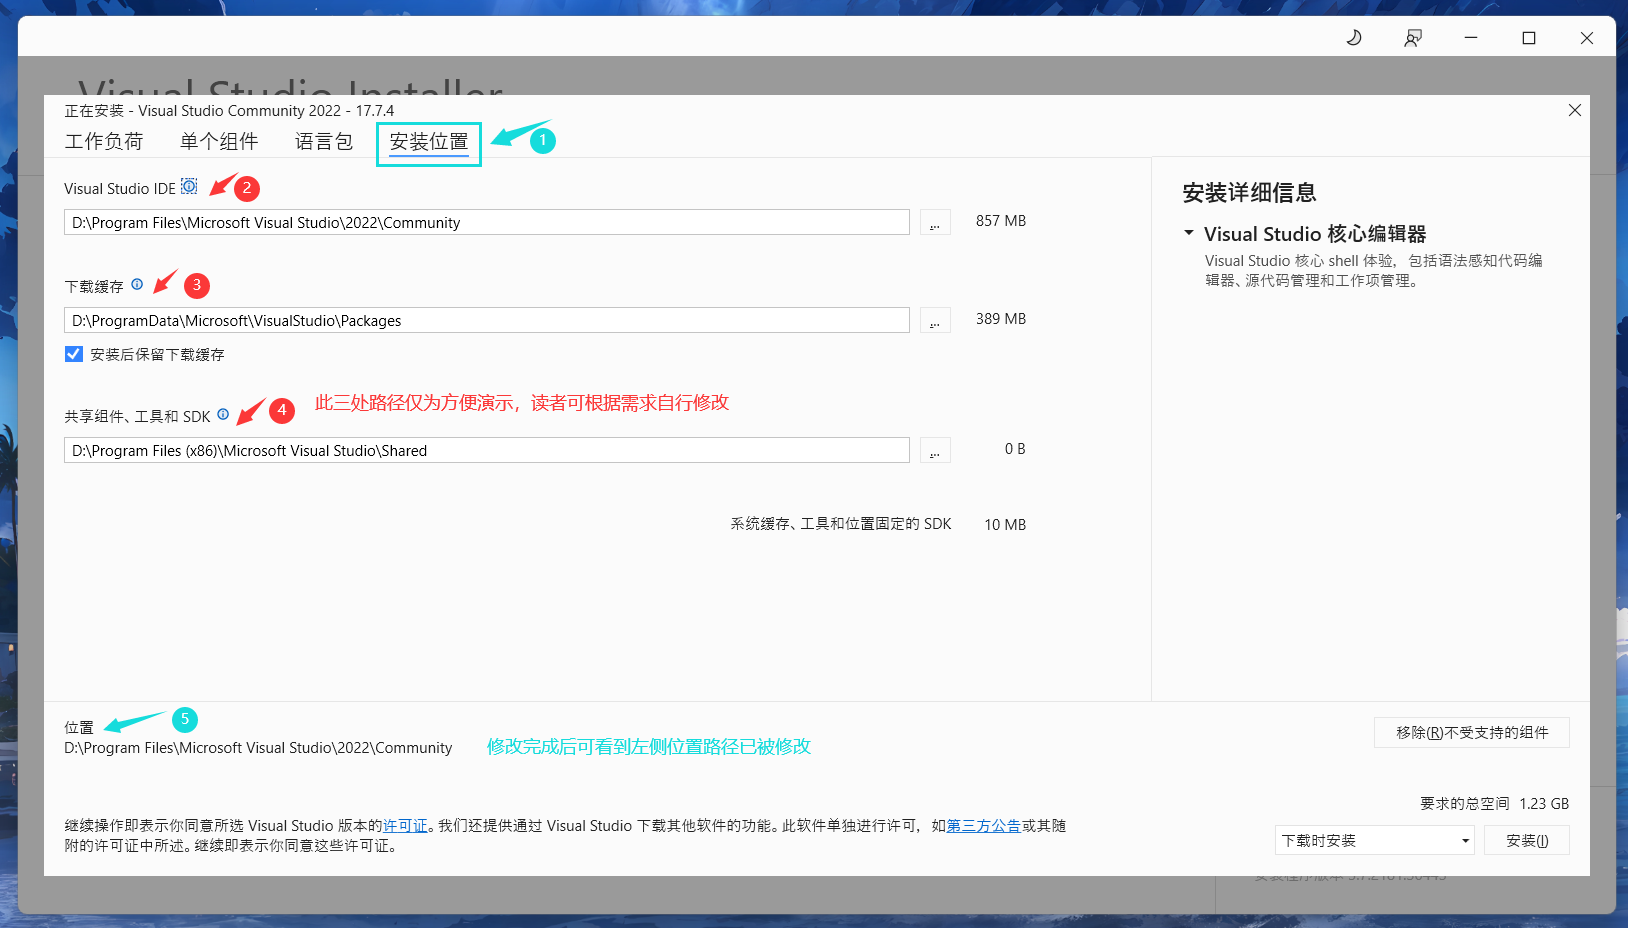 Visual Studio Installer
正在安装 - Visual Studio Community 2022 - 17.7.4
工作负荷 单个组件 语言包 安装位置 1
Visual Studio IDE 2
D:\Program Files\Microsoft Visual Studio\2022\Community ... 857 MB
下载缓存 3
D:\ProgramData\Microsoft\VisualStudio\Packages ... 389 MB
安装后保留下载缓存
共享组件、工具和 SDK 4 此三处路径仅为方便演示，读者可根据需求自行修改
D:\Program Files (x86)\Microsoft Visual Studio\Shared ... 0 B
系统缓存、工具和位置固定的 SDK 10 MB
安装详细信息
Visual Studio 核心编辑器
Visual Studio 核心 shell 体验，包括语法感知代码编
辑器、源代码管理和工作项管理。
位置 5
D:\Program Files\Microsoft Visual Studio\2022\Community 修改完成后可看到左侧位置路径已被修改
移除(R)不受支持的组件
要求的总空间 1.23 GB
继续操作即表示你同意所选 Visual Studio 版本的许可证。我们还提供通过 Visual Studio 下载其他软件的功能。此软件单独进行许可，如第三方公告或其随
附的许可证中所述。继续即表示你同意这些许可证。
下载时安装 安装(I)